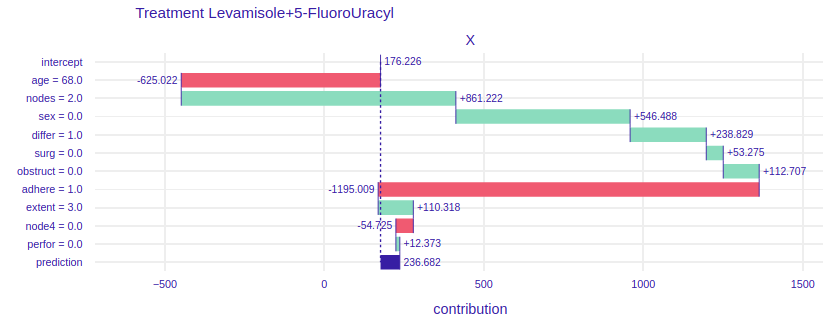 Treatment Levamisole+5-FluoroUracyl
X
intercept 176.226
age = 68.0 -625.022
nodes = 2.0 +861.222
sex = 0.0 +546.488
differ = 1.0 +238.829
surg = 0.0 +53.275
obstruct = 0.0 +112.707
adhere = 1.0 -1195.009
extent = 3.0 +110.318
node4 = 0.0 -54.725
perfor = 0.0 +12.373
prediction 236.682
−500 0 500 1000 1500
contribution